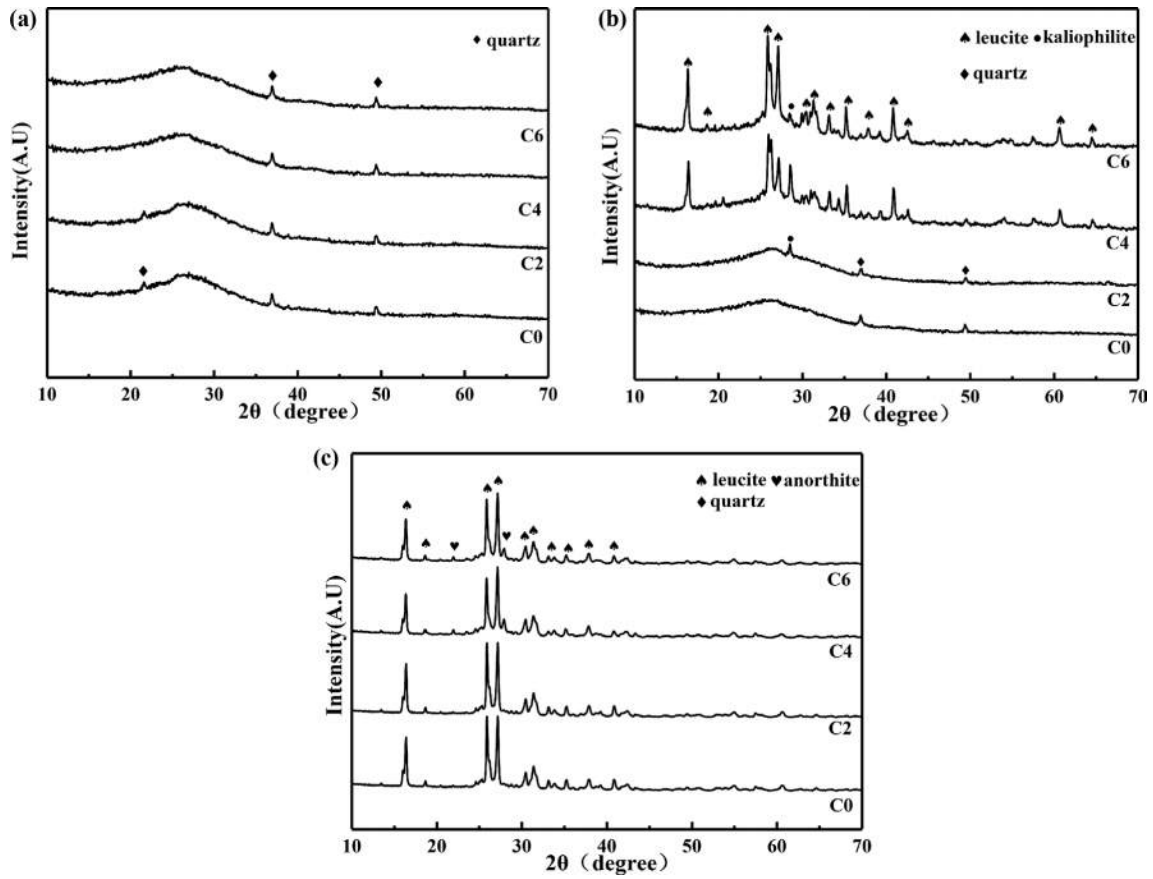 (a)
♦ quartz
Intensity(A.U)
C6
C4
C2
C0
10 20 30 40 50 60 70
2θ（degree）
(b)
♠ leucite ● kaliophilite
♦ quartz
Intensity(A.U)
C6
C4
C2
C0
10 20 30 40 50 60 70
2θ（degree）
(c)
♠ leucite ♥ anorthite
♦ quartz
Intensity(A.U)
C6
C4
C2
C0
10 20 30 40 50 60 70
2θ（degree）